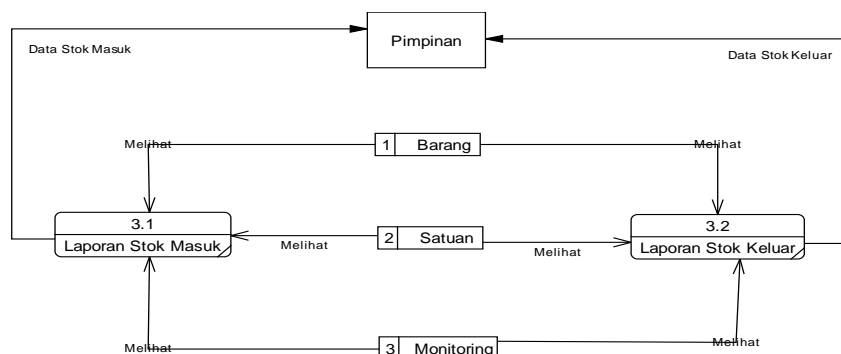 Pimpinan
Data Stok Masuk
Data Stok Keluar
Melihat
1 Barang
Melihat
3.1
Laporan Stok Masuk
Melihat
2 Satuan
Melihat
3.2
Laporan Stok Keluar
Melihat
3 Monitoring
Melihat